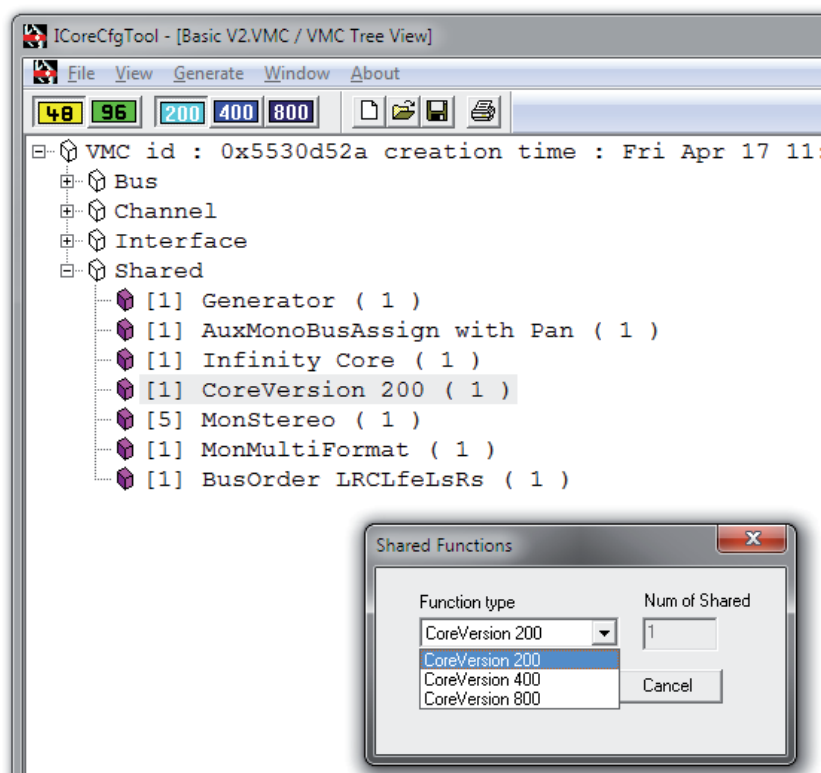 ICoreCfgTool - [Basic V2.VMC / VMC Tree View]
File View Generate Window About
48 96 200 400 800
VMC id : 0x5530d52a creation time : Fri Apr 17 11:
Bus
Channel
Interface
Shared
[1] Generator ( 1 )
[1] AuxMonoBusAssign with Pan ( 1 )
[1] Infinity Core ( 1 )
[1] CoreVersion 200 ( 1 )
[5] MonStereo ( 1 )
[1] MonMultiFormat ( 1 )
[1] BusOrder LRCLfeLsRs ( 1 )
Shared Functions
Function type Num of Shared
CoreVersion 200 1
CoreVersion 200
CoreVersion 400
CoreVersion 800
Cancel